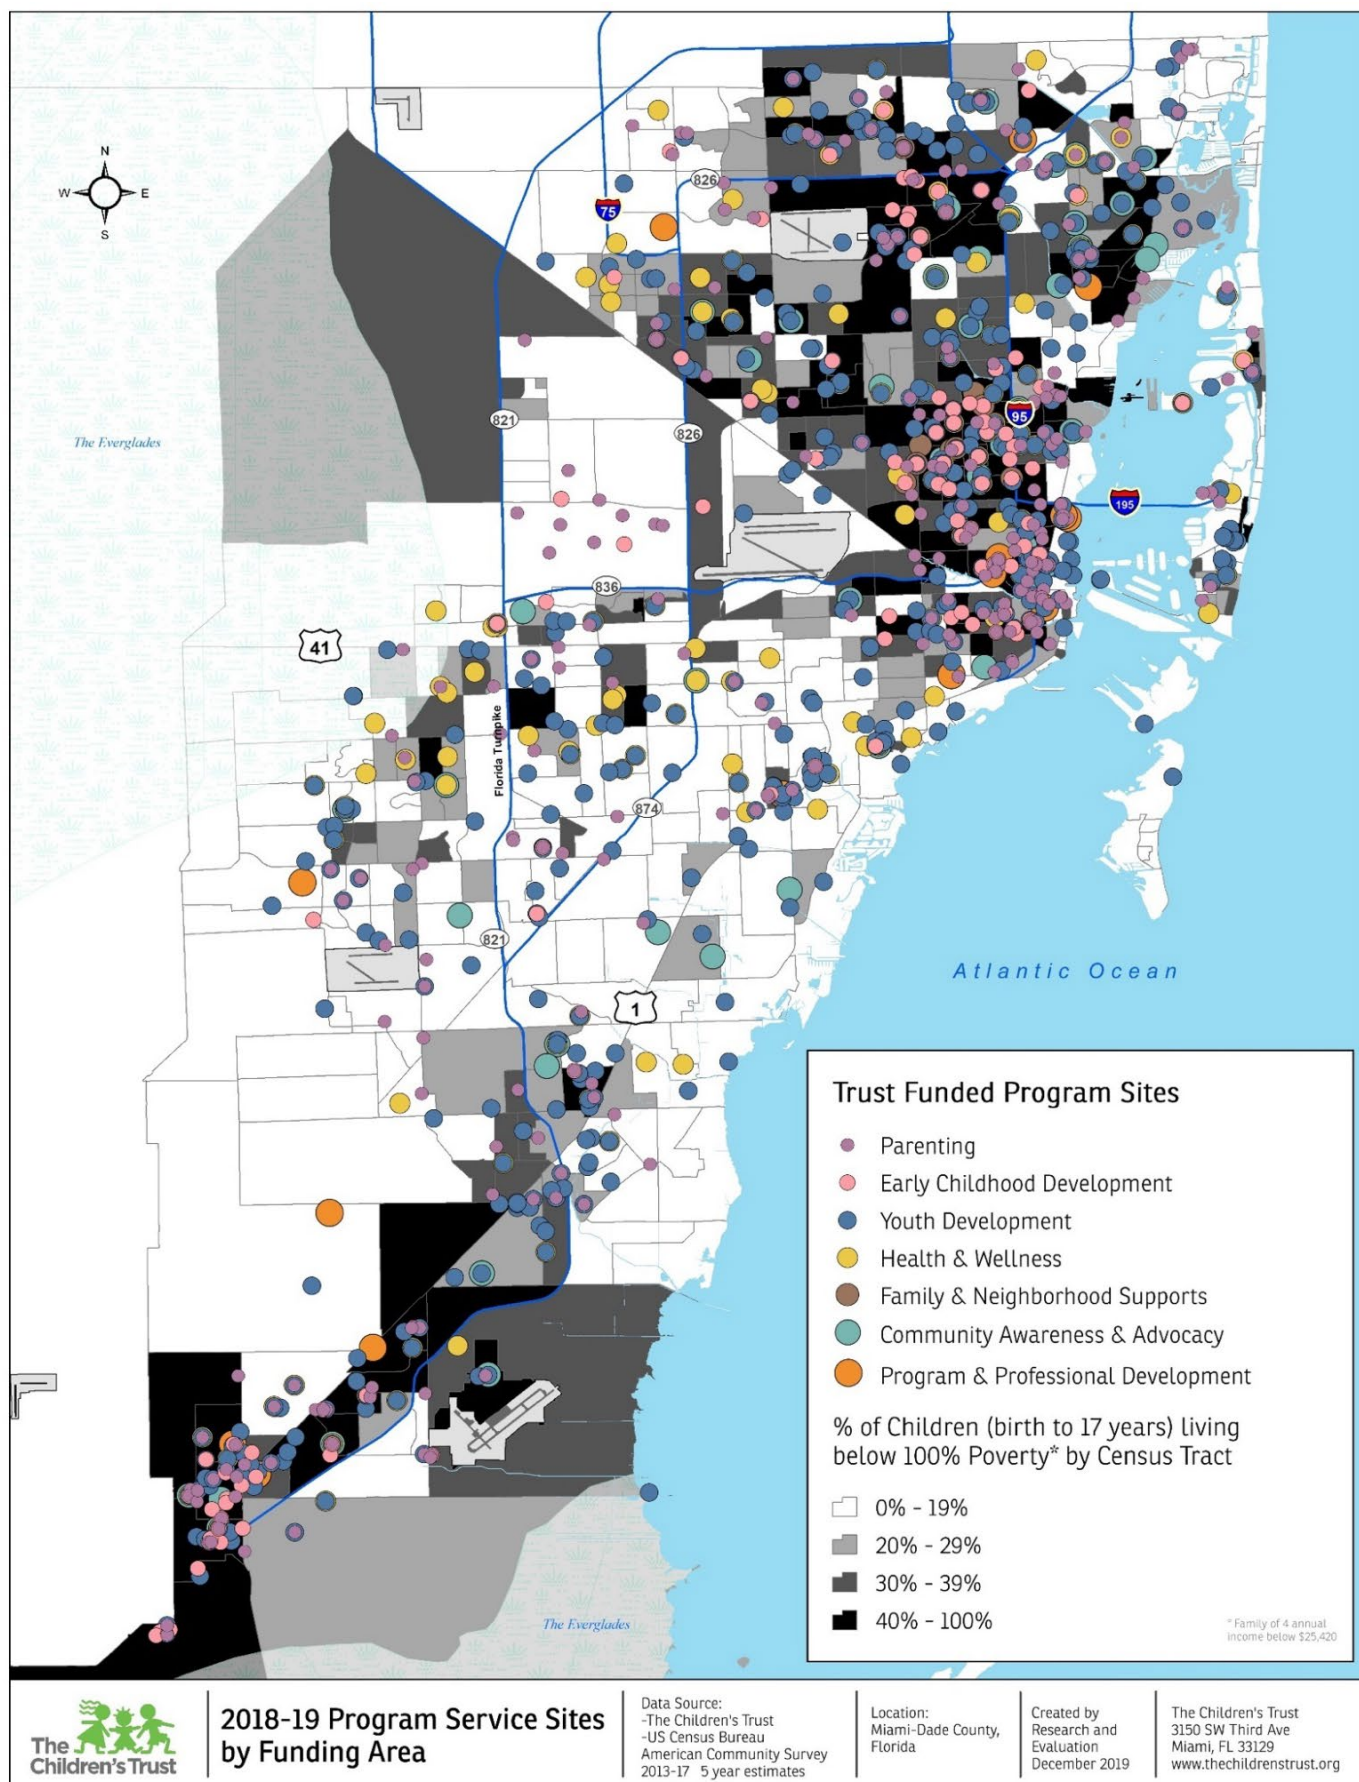 N
W
E
S
826
75
The Everglades
821
826
95
195
836
41
Florida Turnpike
874
821
1
Atlantic Ocean
The Everglades
Trust Funded Program Sites
Parenting
Early Childhood Development
Youth Development
Health & Wellness
Family & Neighborhood Supports
Community Awareness & Advocacy
Program & Professional Development
% of Children (birth to 17 years) living
below 100% Poverty* by Census Tract
0% - 19%
20% - 29%
30% - 39%
40% - 100%
* Family of 4 annual
income below $25,420
The
Children's Trust
2018-19 Program Service Sites
by Funding Area
Data Source:
-The Children's Trust
-US Census Bureau
American Community Survey
2013-17 5 year estimates
Location:
Miami-Dade County,
Florida
Created by
Research and
Evaluation
December 2019
The Children's Trust
3150 SW Third Ave
Miami, FL 33129
www.thechildrenstrust.org